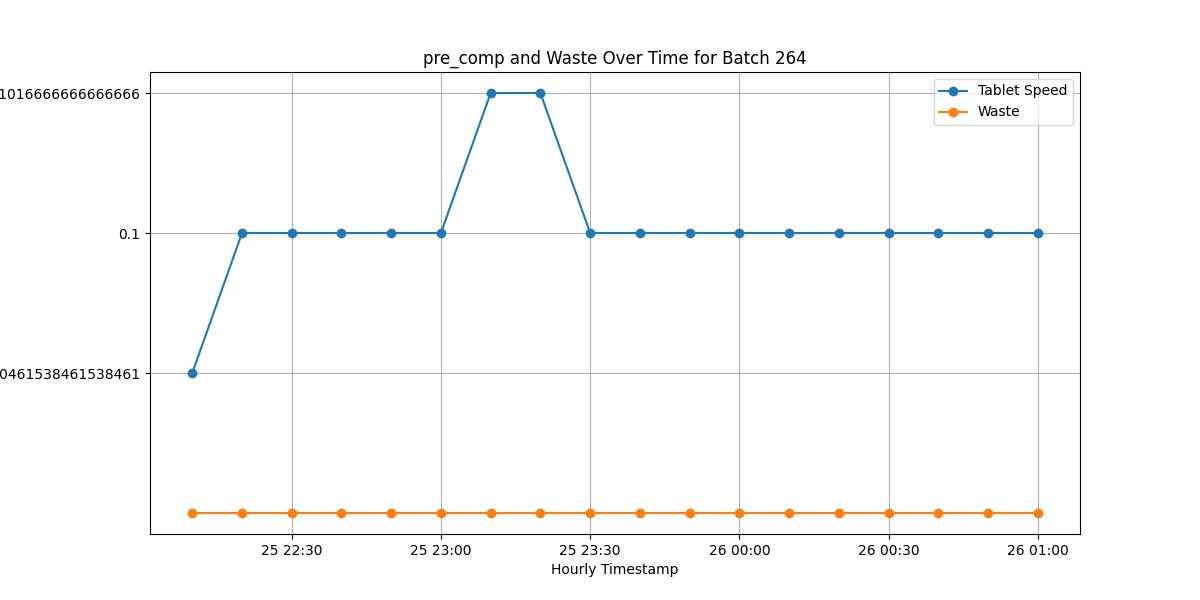 pre_comp and Waste Over Time for Batch 264
Tablet Speed
Waste
1016666666666666
0.1
0461538461538461
25 22:30
25 23:00
25 23:30
26 00:00
26 00:30
26 01:00
Hourly Timestamp